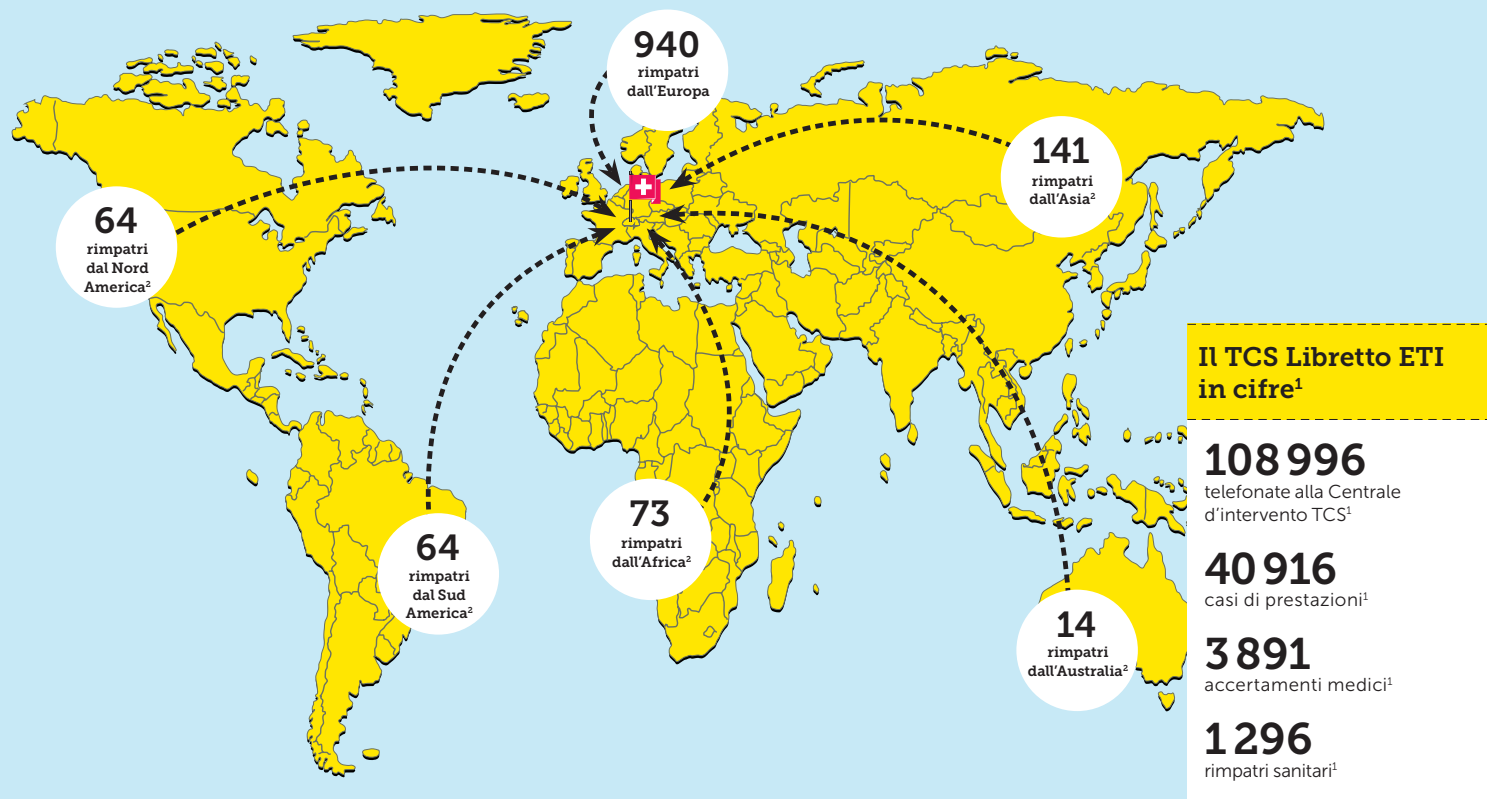 940
rimpatri
dall’Europa
141
rimpatri
dall’Asia²
64
rimpatri
dal Nord
America²
64
rimpatri
dal Sud
America²
73
rimpatri
dall’Africa²
14
rimpatri
dall’Australia²
Il TCS Libretto ETI
in cifre¹
108 996
telefonate alla Centrale
d’intervento TCS¹
40 916
casi di prestazioni¹
3 891
accertamenti medici¹
1 296
rimpatri sanitari¹